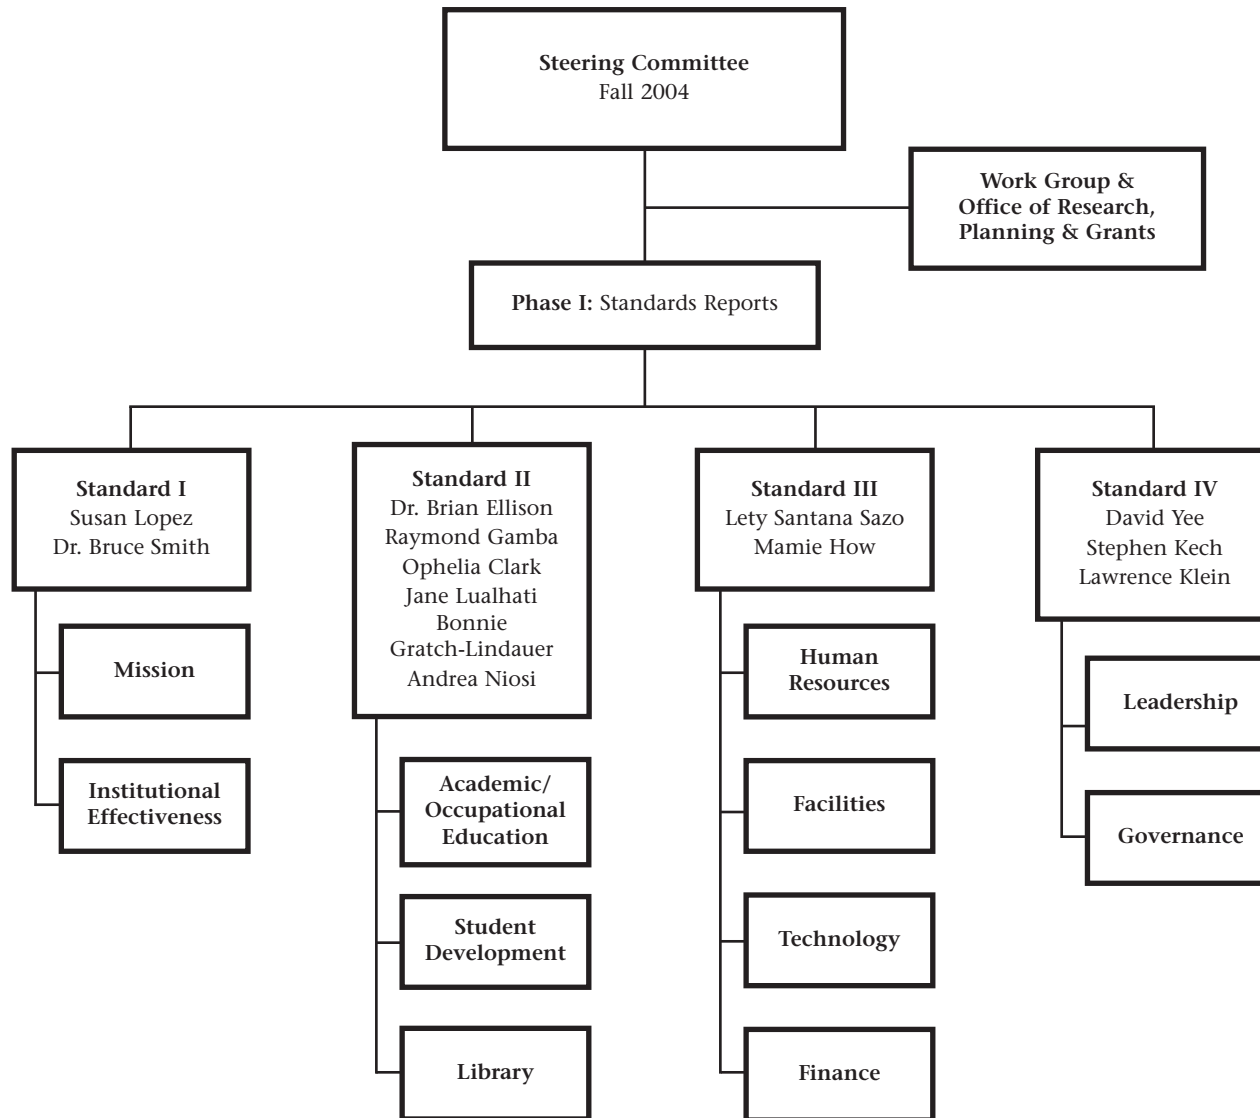 Steering Committee
Fall 2004
Work Group &
Office of Research,
Planning & Grants
Phase I: Standards Reports
Standard I
Susan Lopez
Dr. Bruce Smith
Mission
Institutional
Effectiveness
Standard II
Dr. Brian Ellison
Raymond Gamba
Ophelia Clark
Jane Lualhati
Bonnie
Gratch-Lindauer
Andrea Niosi
Academic/
Occupational
Education
Student
Development
Library
Standard III
Lety Santana Sazo
Mamie How
Human
Resources
Facilities
Technology
Finance
Standard IV
David Yee
Stephen Kech
Lawrence Klein
Leadership
Governance